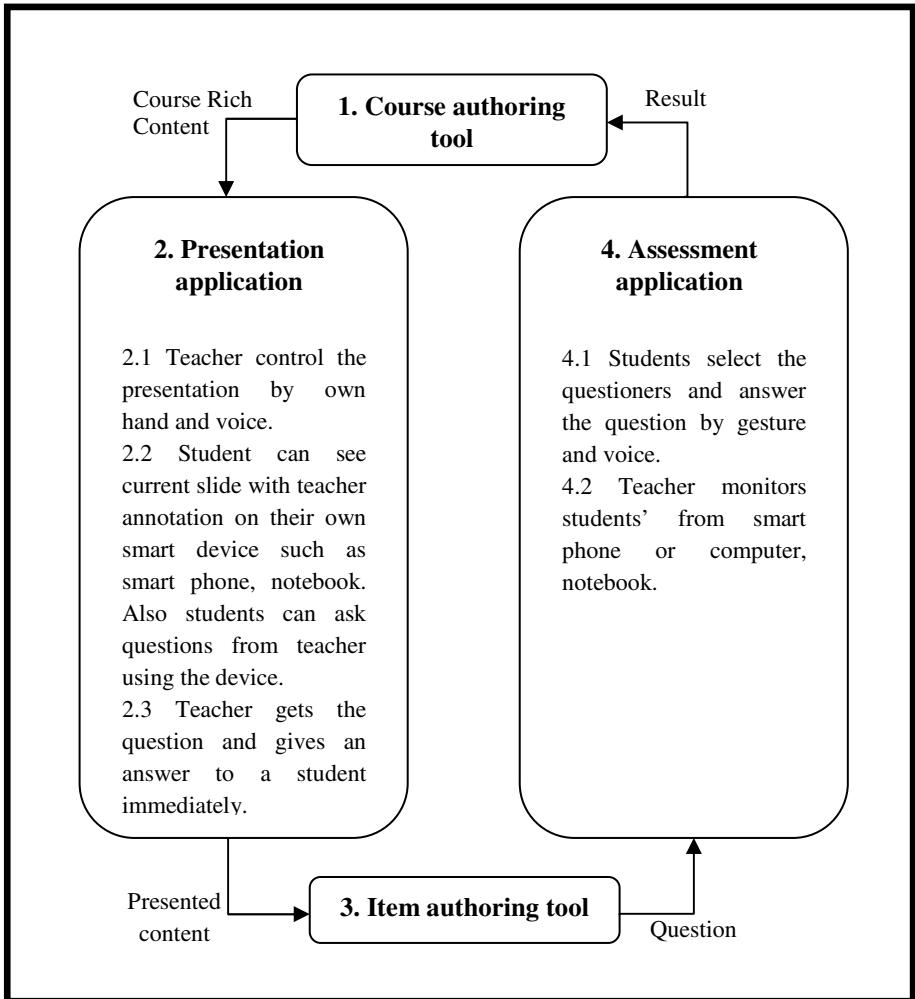 Course Rich
Content
1. Course authoring
tool
Result
2. Presentation
application
2.1 Teacher control the
presentation by own
hand and voice.
2.2 Student can see
current slide with teacher
annotation on their own
smart device such as
smart phone, notebook.
Also students can ask
questions from teacher
using the device.
2.3 Teacher gets the
question and gives an
answer to a student
immediately.
4. Assessment
application
4.1 Students select the
questioners and answer
the question by gesture
and voice.
4.2 Teacher monitors
students’ from smart
phone or computer,
notebook.
Presented
content
3. Item authoring tool
Question